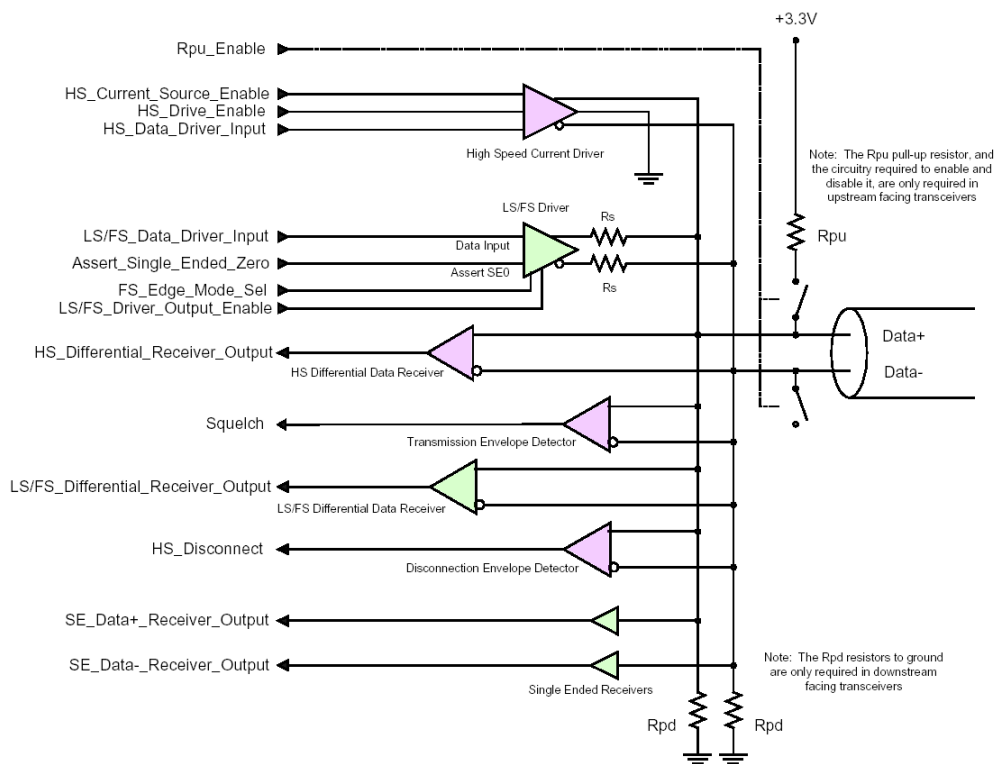 +3.3V
Rpu_Enable
HS_Current_Source_Enable
HS_Drive_Enable
HS_Data_Driver_Input
High Speed Current Driver
Note: The Rpu pull-up resistor, and
the circuitry required to enable and
disable it, are only required in
upstream facing transceivers
LS/FS Driver
Rs
Rpu
LS/FS_Data_Driver_Input
Data Input
Assert_Single_Ended_Zero
Assert SE0
Rs
FS_Edge_Mode_Sel
LS/FS_Driver_Output_Enable
Data+
HS_Differential_Receiver_Output
HS Differential Data Receiver
Data-
Squelch
Transmission Envelope Detector
LS/FS_Differential_Receiver_Output
LS/FS Differential Data Receiver
HS_Disconnect
Disconnection Envelope Detector
SE_Data+_Receiver_Output
SE_Data-_Receiver_Output
Single Ended Receivers
Note: The Rpd resistors to ground
are only required in downstream
facing transceivers
Rpd
Rpd